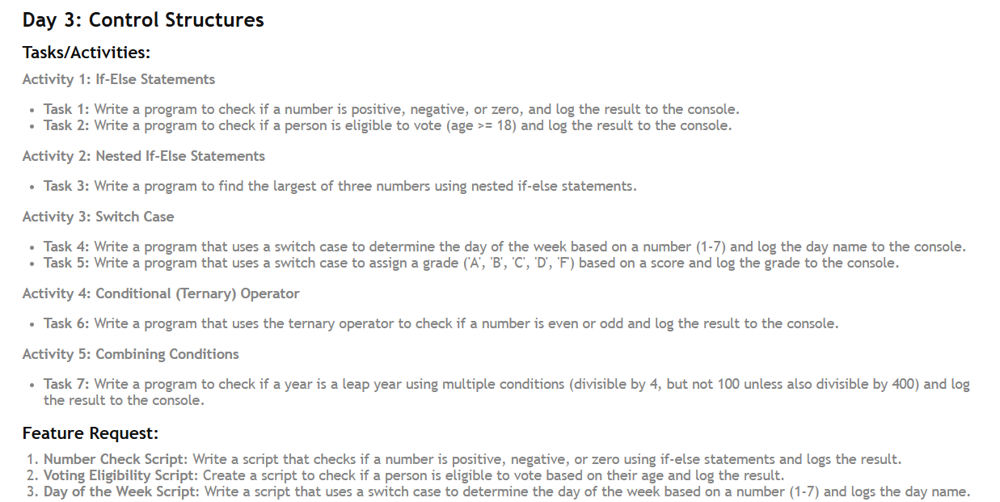 Day 3: Control Structures
Tasks/Activities:
Activity 1: If-Else Statements
• Task 1: Write a program to check if a number is positive, negative, or zero, and log the result to the console.
• Task 2: Write a program to check if a person is eligible to vote (age >= 18) and log the result to the console.
Activity 2: Nested If-Else Statements
• Task 3: Write a program to find the largest of three numbers using nested if-else statements.
Activity 3: Switch Case
• Task 4: Write a program that uses a switch case to determine the day of the week based on a number (1-7) and log the day name to the console.
• Task 5: Write a program that uses a switch case to assign a grade ('A', 'B', 'C', 'D', 'F') based on a score and log the grade to the console.
Activity 4: Conditional (Ternary) Operator
• Task 6: Write a program that uses the ternary operator to check if a number is even or odd and log the result to the console.
Activity 5: Combining Conditions
• Task 7: Write a program to check if a year is a leap year using multiple conditions (divisible by 4, but not 100 unless also divisible by 400) and log
the result to the console.
Feature Request:
1. Number Check Script: Write a script that checks if a number is positive, negative, or zero using if-else statements and logs the result.
2. Voting Eligibility Script: Create a script to check if a person is eligible to vote based on their age and log the result.
3. Day of the Week Script: Write a script that uses a switch case to determine the day of the week based on a number (1-7) and logs the day name.